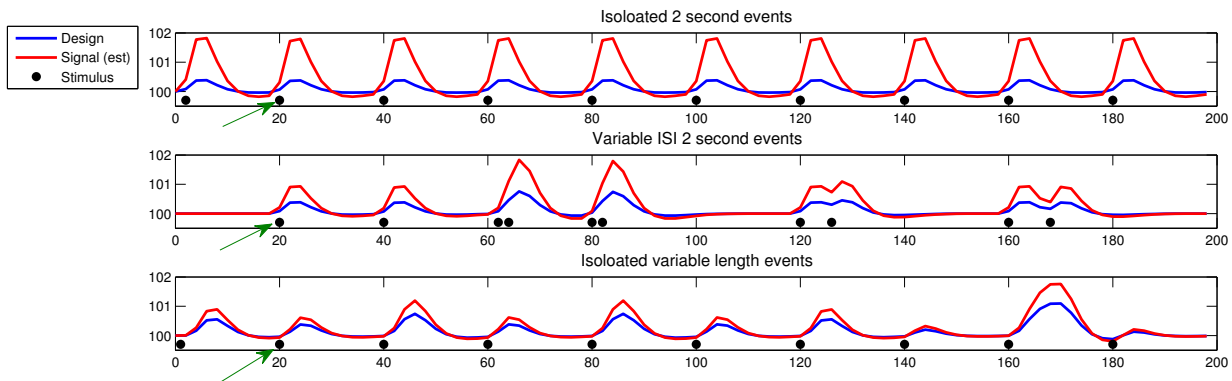 Isoloated 2 second events
Design
Signal (est)
Stimulus
102
101
100
0 20 40 60 80 100 120 140 160 180 200
Variable ISI 2 second events
102
101
100
0 20 40 60 80 100 120 140 160 180 200
Isoloated variable length events
102
101
100
0 20 40 60 80 100 120 140 160 180 200